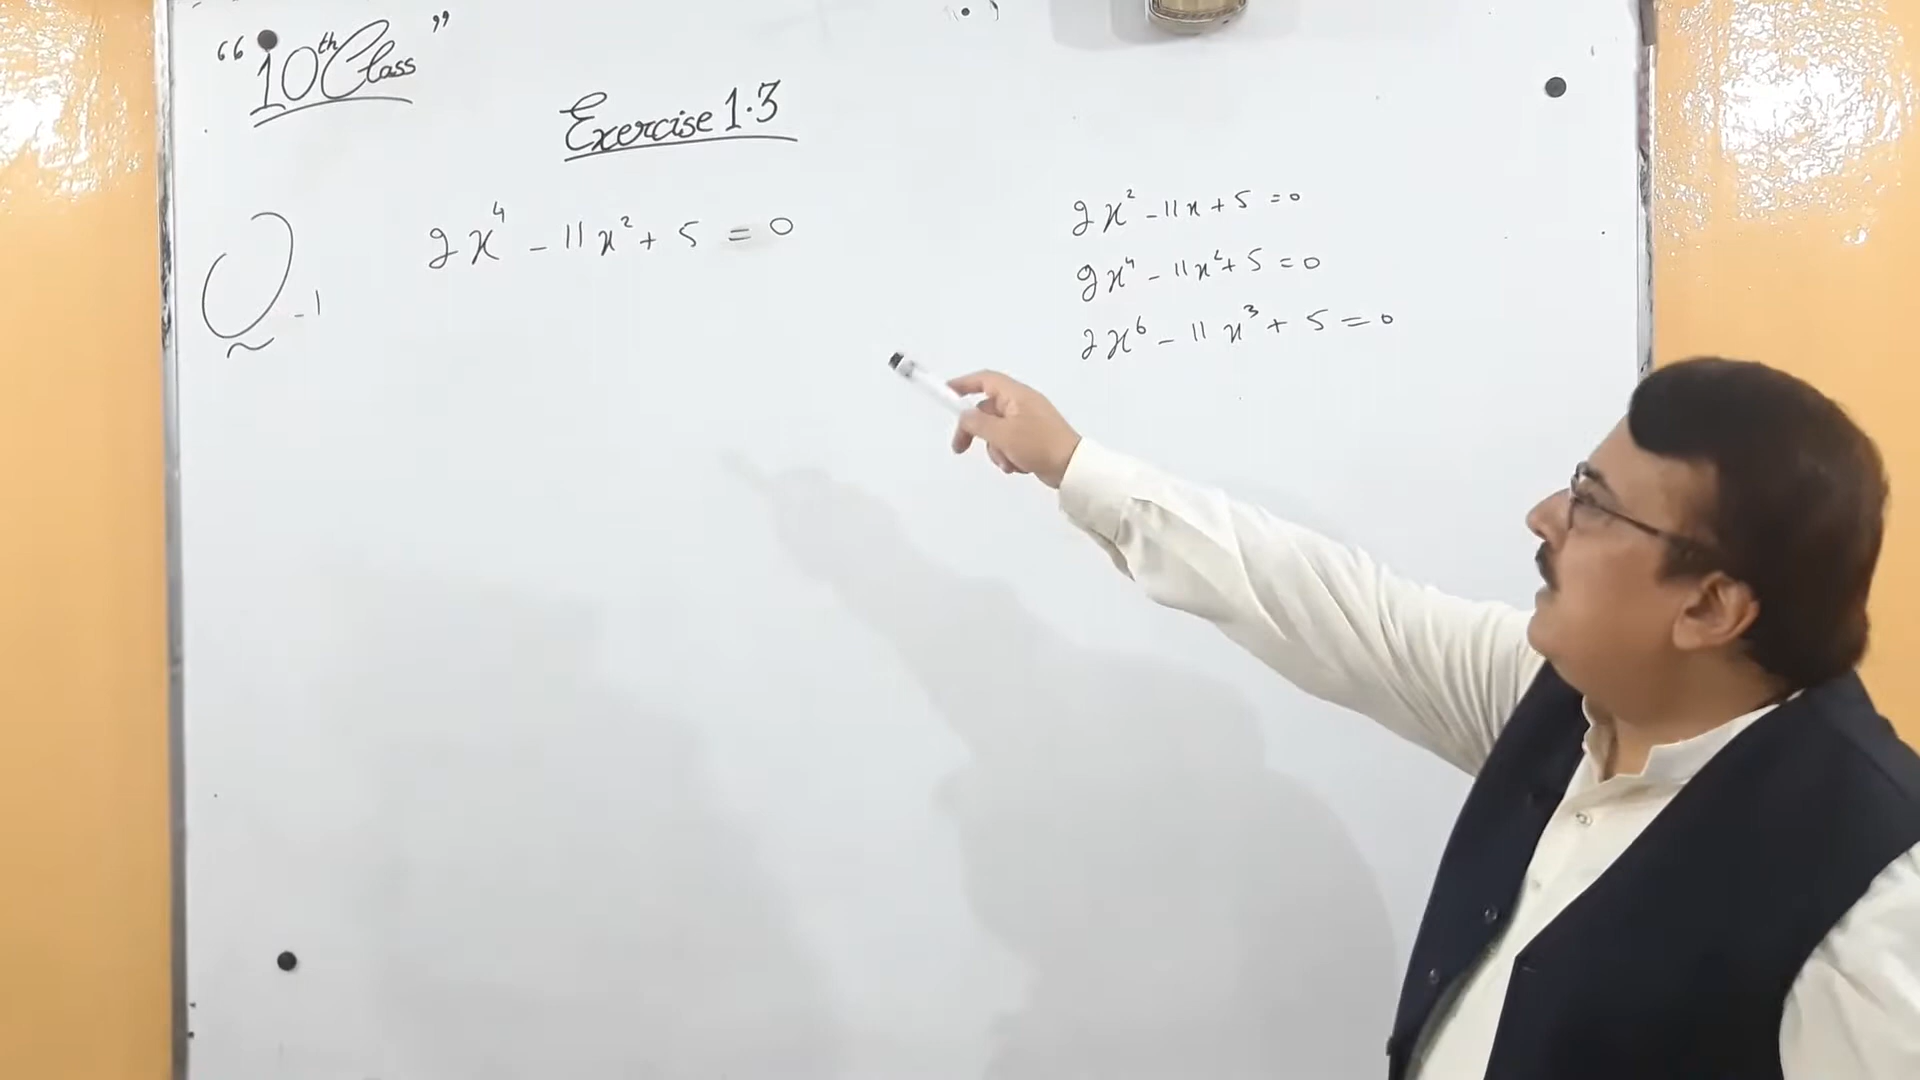 “10th Class”
Exercise 1.3
Q-1
2x⁴ - 11x² + 5 = 0
2x² - 11x + 5 = 0
2x⁴ - 11x² + 5 = 0
2x⁶ - 11x³ + 5 = 0